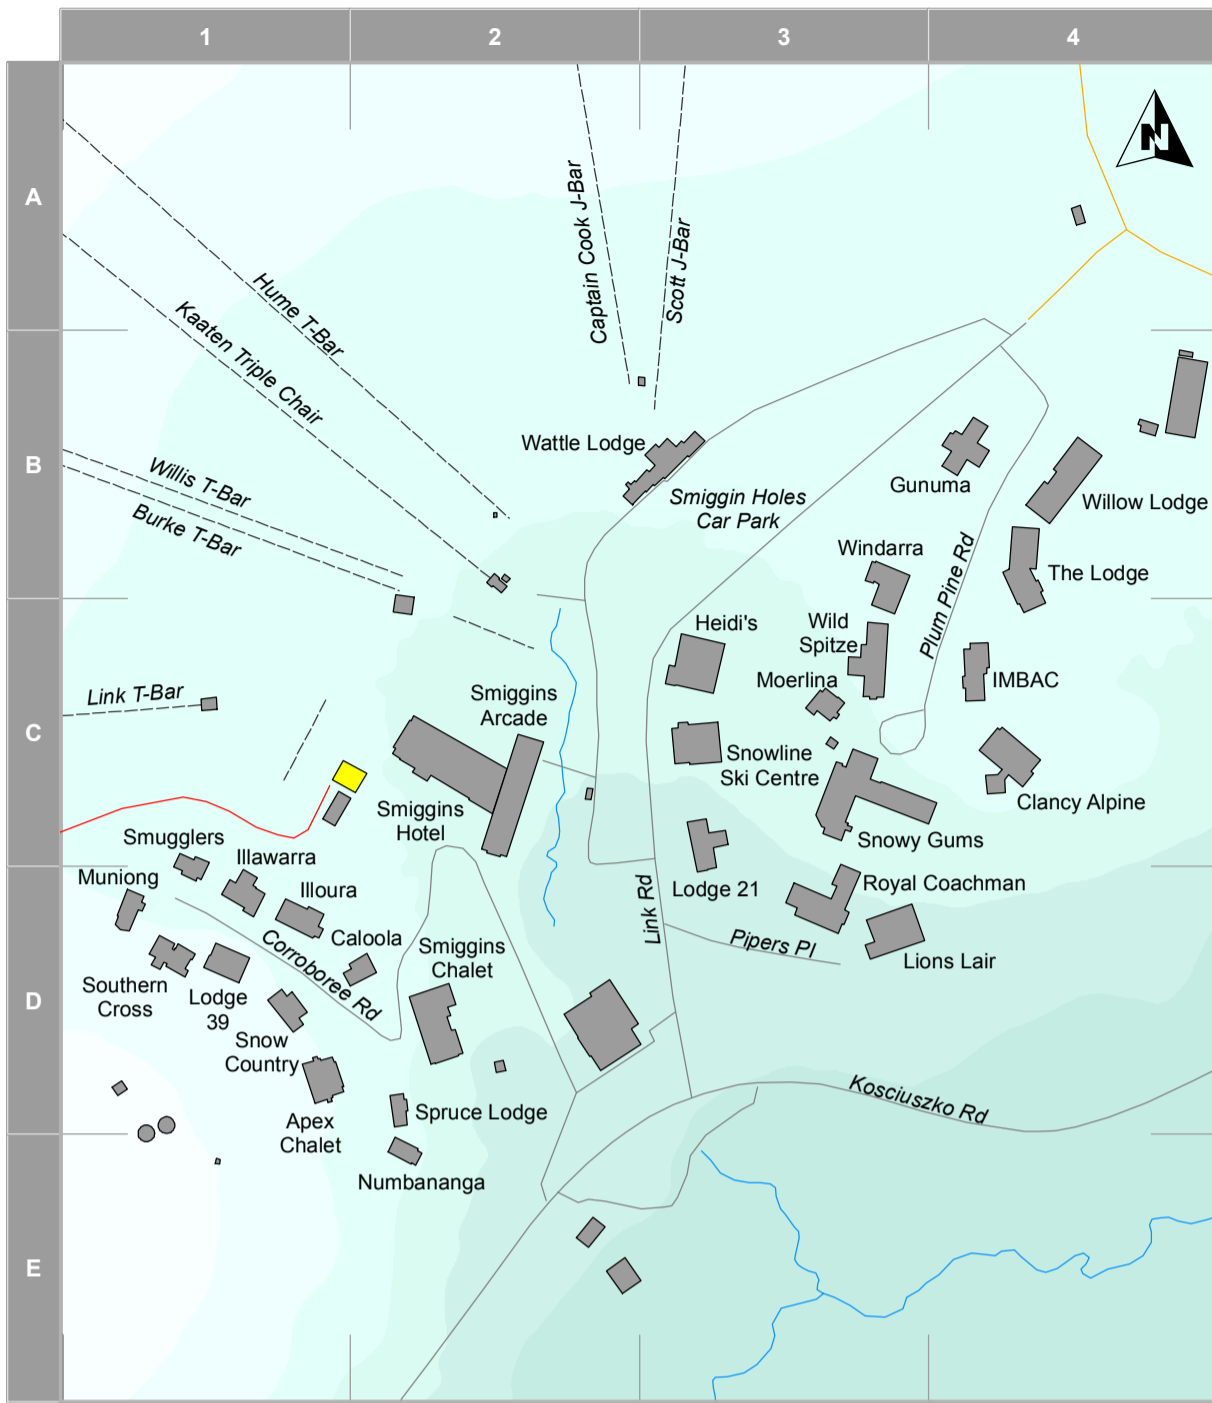 1
2
3
4
A
B
C
D
E
N
Captain Cook J-Bar
Scott J-Bar
Hume T-Bar
Kaaten Triple Chair
Willis T-Bar
Burke T-Bar
Wattle Lodge
Smiggin Holes
Car Park
Gunuma
Willow Lodge
Windarra
Plum Pine Rd
The Lodge
Heidi's
Wild
Spitze
Moerlina
IMBAC
Link T-Bar
Smiggins
Arcade
Snowline
Ski Centre
Clancy Alpine
Smiggins
Hotel
Snowy Gums
Smugglers
Illawarra
Muniong
Illoura
Lodge 21
Royal Coachman
Link Rd
Pipers Pl
Lions Lair
Caloola
Corroboree Rd
Smiggins
Chalet
Southern
Cross
Lodge
39
Snow
Country
Apex
Chalet
Spruce Lodge
Numbananga
Kosciuszko Rd